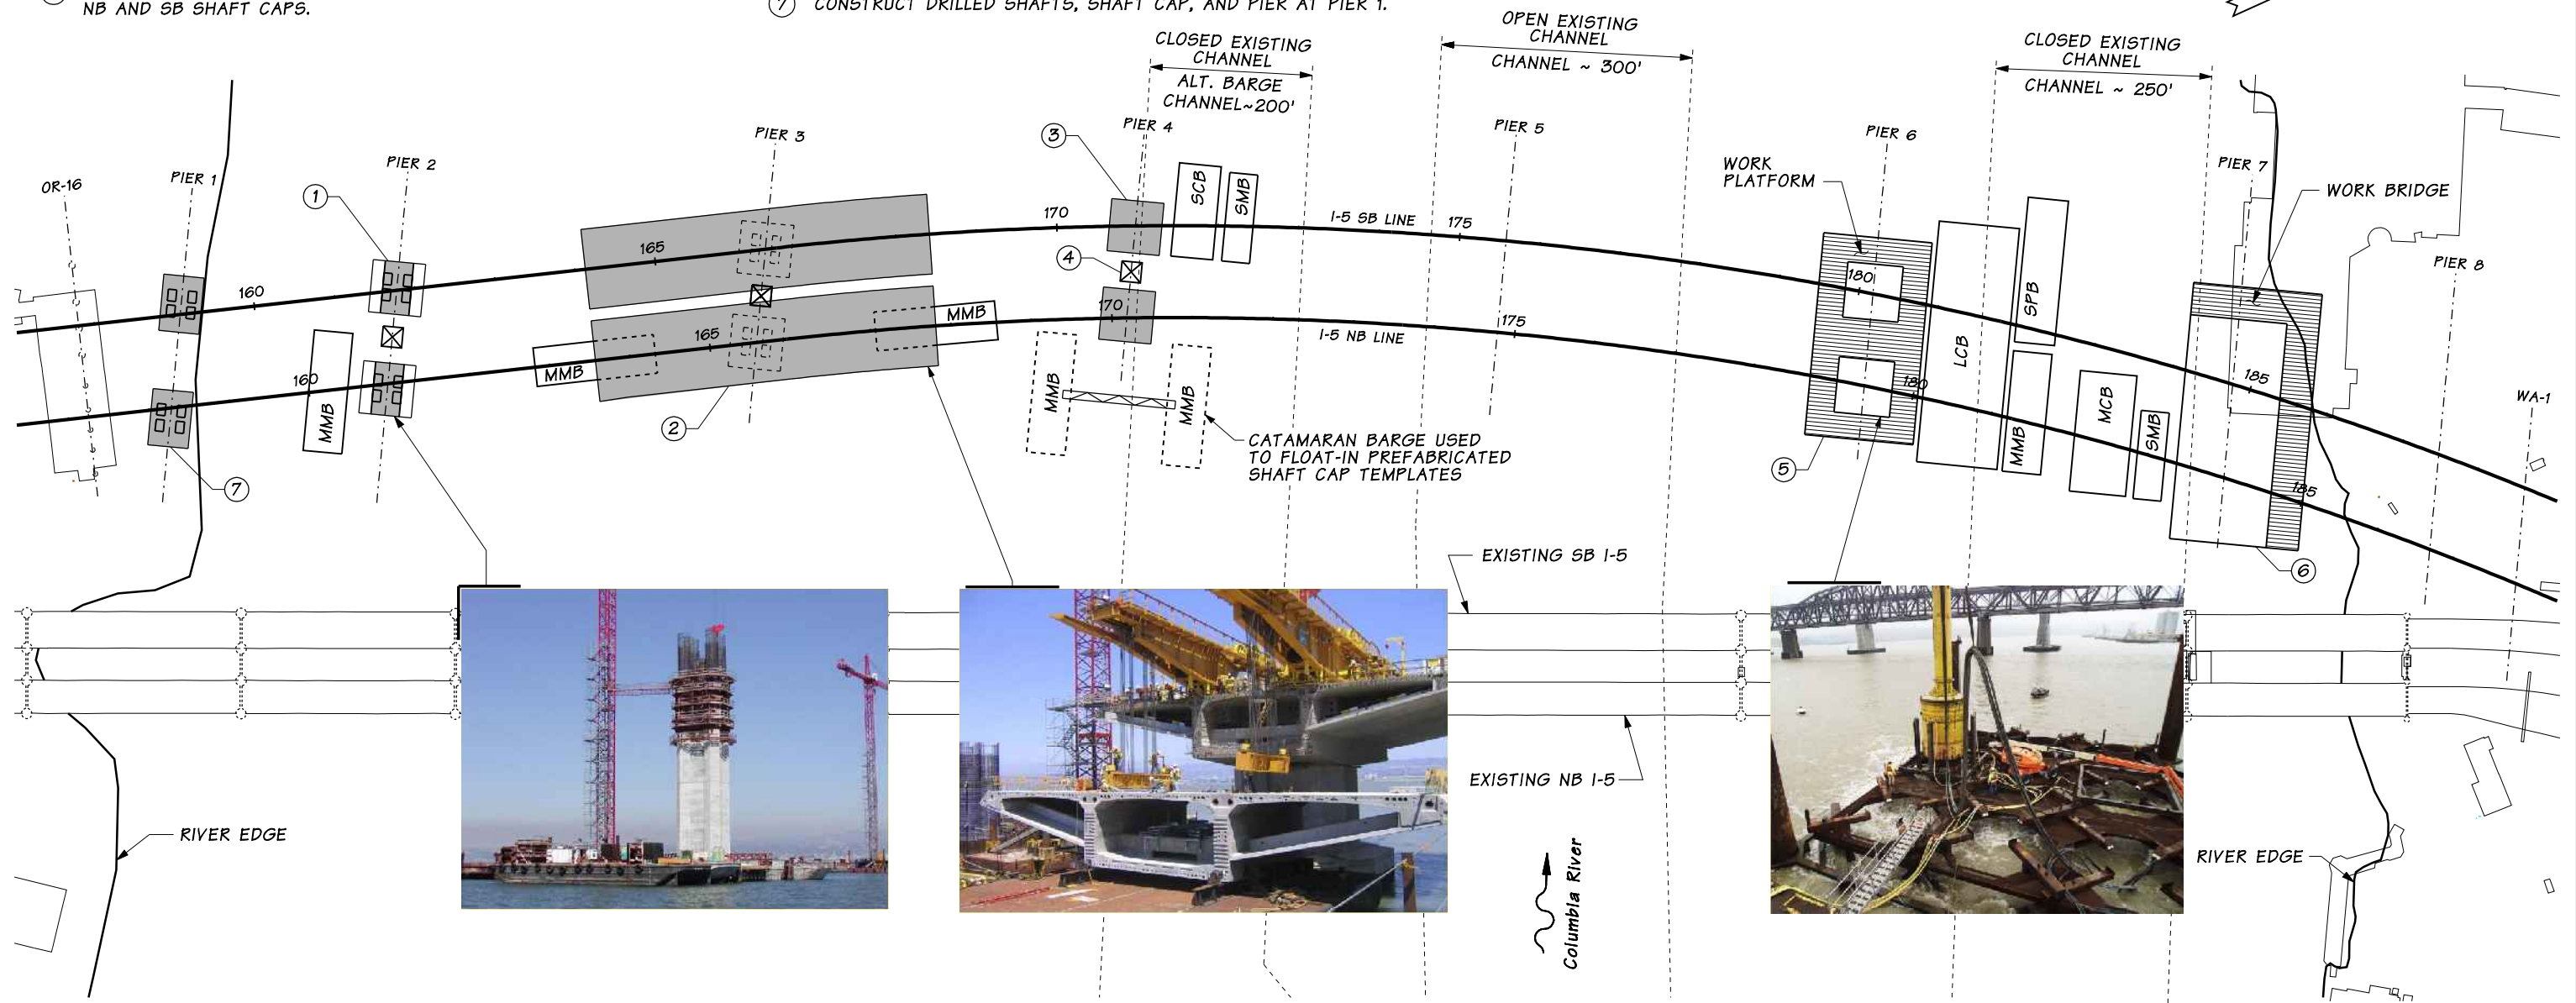 NB AND SB SHAFT CAPS.
7 CONSTRUCT DRILLED SHAFTS, SHAFT CAP, AND PIER AT PIER 1.
CLOSED EXISTING
CHANNEL
ALT. BARGE
CHANNEL~200'
OPEN EXISTING
CHANNEL
CHANNEL ~ 300'
CLOSED EXISTING
CHANNEL
CHANNEL ~ 250'
OR-16
PIER 1
PIER 2
PIER 3
PIER 4
PIER 5
PIER 6
PIER 7
PIER 8
WA-1
1
3
4
SCB
SMB
WORK
PLATFORM
WORK BRIDGE
160
165
170
I-5 SB LINE
175
180
185
160
165
170
I-5 NB LINE
175
180
185
MMB
MMB
MMB
MMB
MMB
LCB
SPB
MMB
MCB
SMB
2
5
6
7
CATAMARAN BARGE USED
TO FLOAT-IN PREFABRICATED
SHAFT CAP TEMPLATES
EXISTING SB I-5
EXISTING NB I-5
RIVER EDGE
Columbia River
RIVER EDGE